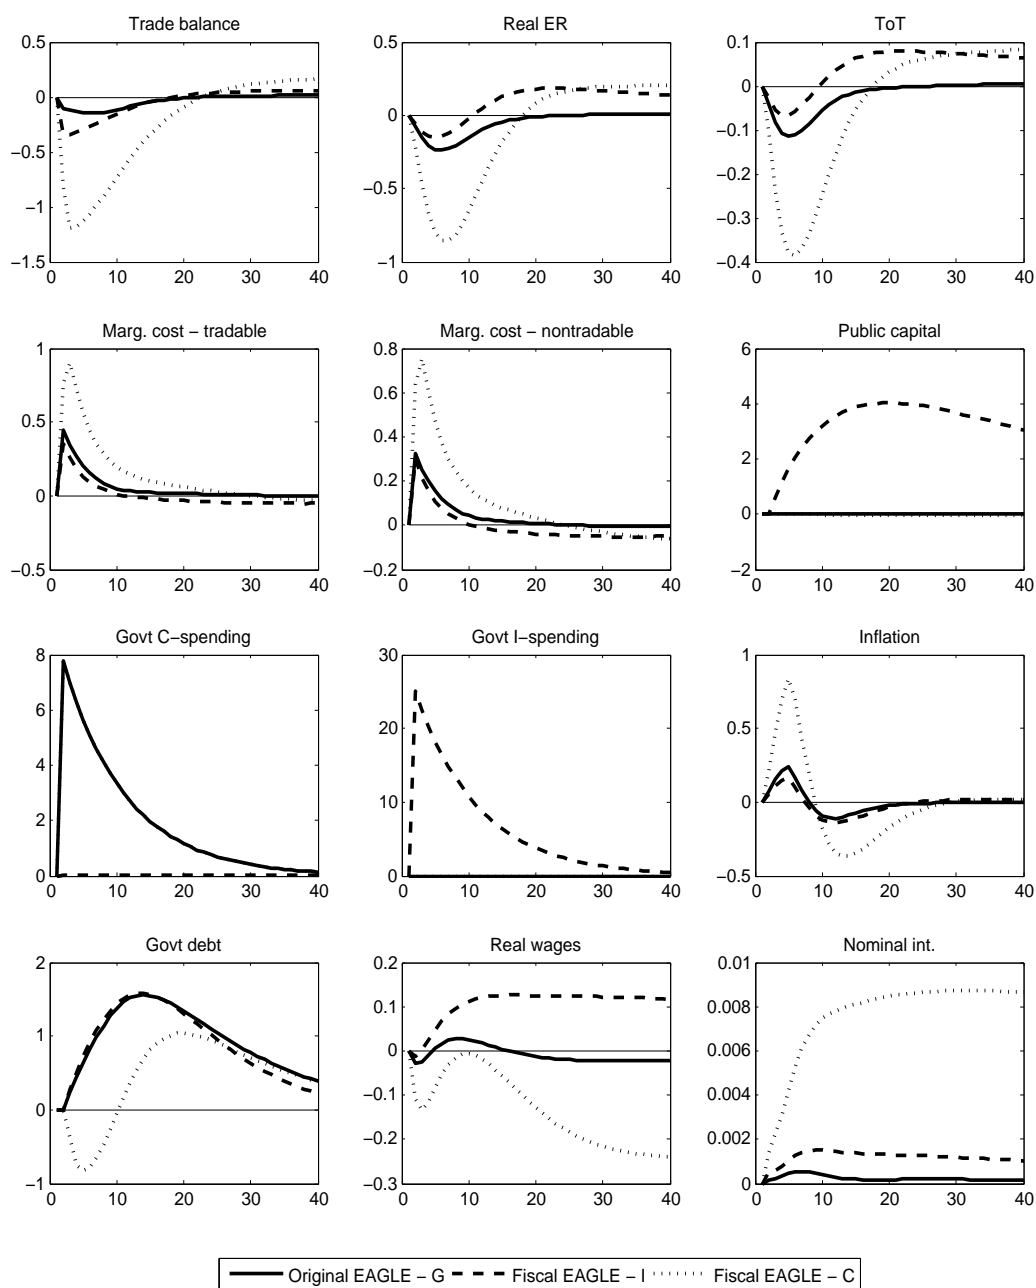 Trade balance
Real ER
ToT
0.5
0
−0.5
−1
−1.5
0 10 20 30 40
0.5
0
−0.5
−1
0 10 20 30 40
0.1
0
−0.1
−0.2
−0.3
−0.4
0 10 20 30 40
Marg. cost − tradable
Marg. cost − nontradable
Public capital
1
0.5
0
−0.5
0 10 20 30 40
0.8
0.6
0.4
0.2
0
−0.2
0 10 20 30 40
6
4
2
0
−2
0 10 20 30 40
Govt C−spending
Govt I−spending
Inflation
8
6
4
2
0
0 10 20 30 40
30
20
10
0
0 10 20 30 40
1
0.5
0
−0.5
0 10 20 30 40
Govt debt
Real wages
Nominal int.
2
1
0
−1
0 10 20 30 40
0.2
0.1
0
−0.1
−0.2
−0.3
0 10 20 30 40
0.01
0.008
0.006
0.004
0.002
0
0 10 20 30 40
Original EAGLE − G Fiscal EAGLE − I Fiscal EAGLE − C